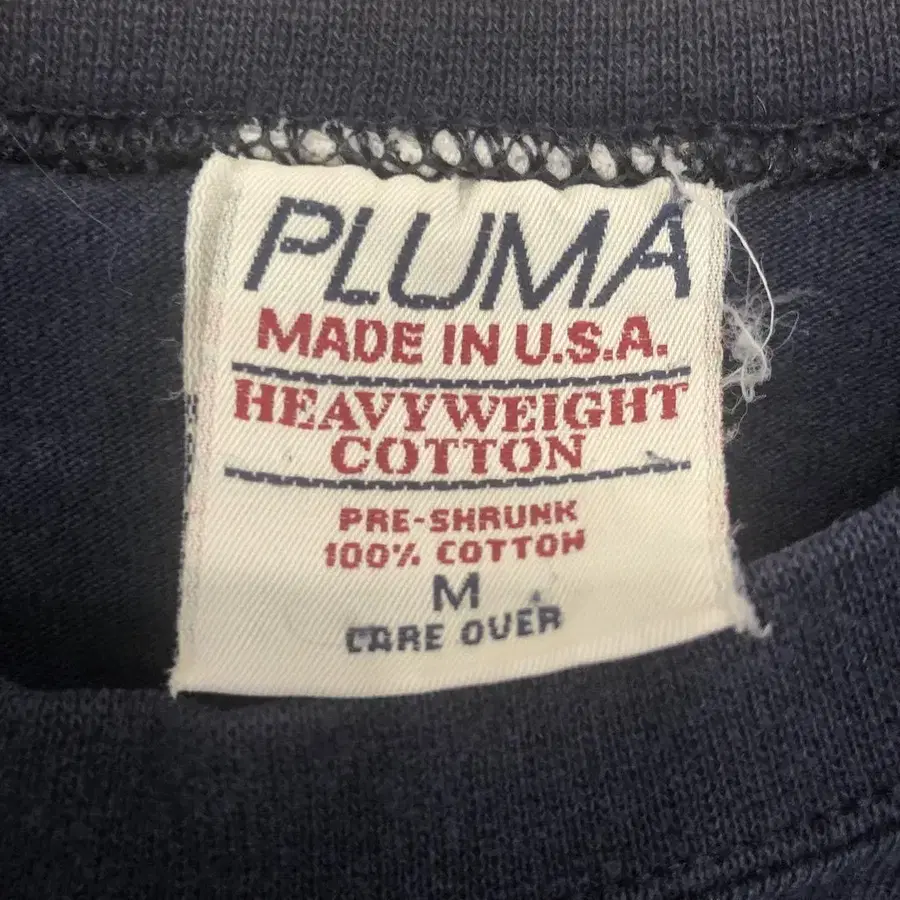 PLUMA
MADE IN U.S.A.
HEAVYWEIGHT
COTTON
PRE-SHRUNK
100% COTTON
M
CARE OVER